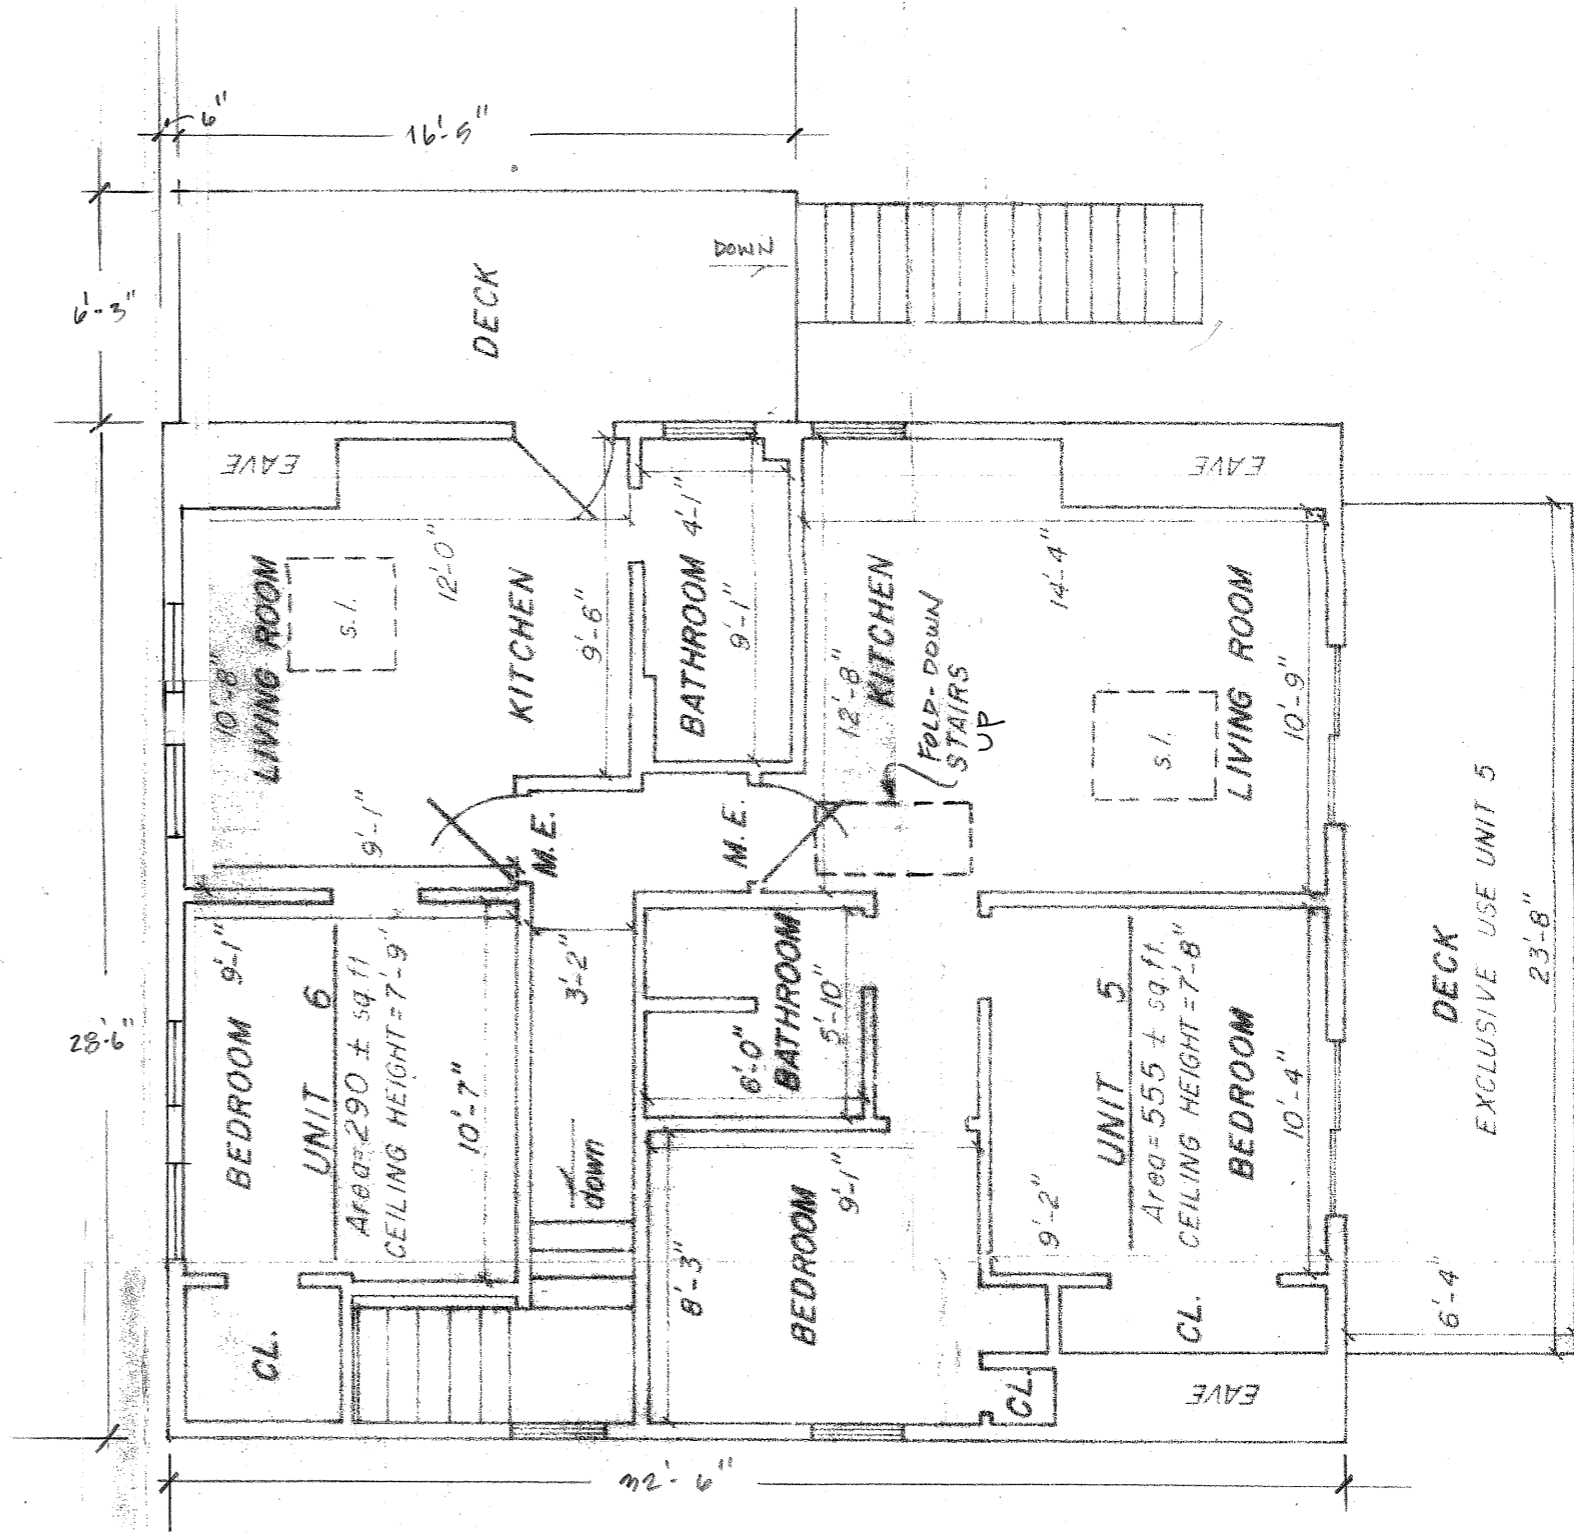 6"
16'-5"
6'-3"
DECK
DOWN
EAVE
EAVE
LIVING ROOM
10'-8"
s.l.
12'-0"
KITCHEN
9'-6"
9'-1"
BATHROOM 4'-1"
9'-1"
12'-8"
KITCHEN
FOLD-DOWN
STAIRS
UP
14'-4"
s.l.
LIVING ROOM
10'-9"
M.E.
M.E.
28'-6"
BEDROOM 9'-1"
UNIT 6
Area=290 ± sq.ft
CEILING HEIGHT=7'-9"
10'-7"
3'-2"
down
6'-0"
BATHROOM
5'-10"
UNIT 5
Area=555 ± sq.ft.
CEILING HEIGHT=7'-8"
BEDROOM
10'-4"
9'-2"
8'-3"
BEDROOM
9'-1"
CL.
CL.
CL.
EAVE
DECK
EXCLUSIVE USE UNIT 5
23'-8"
6'-4"
32'-6"